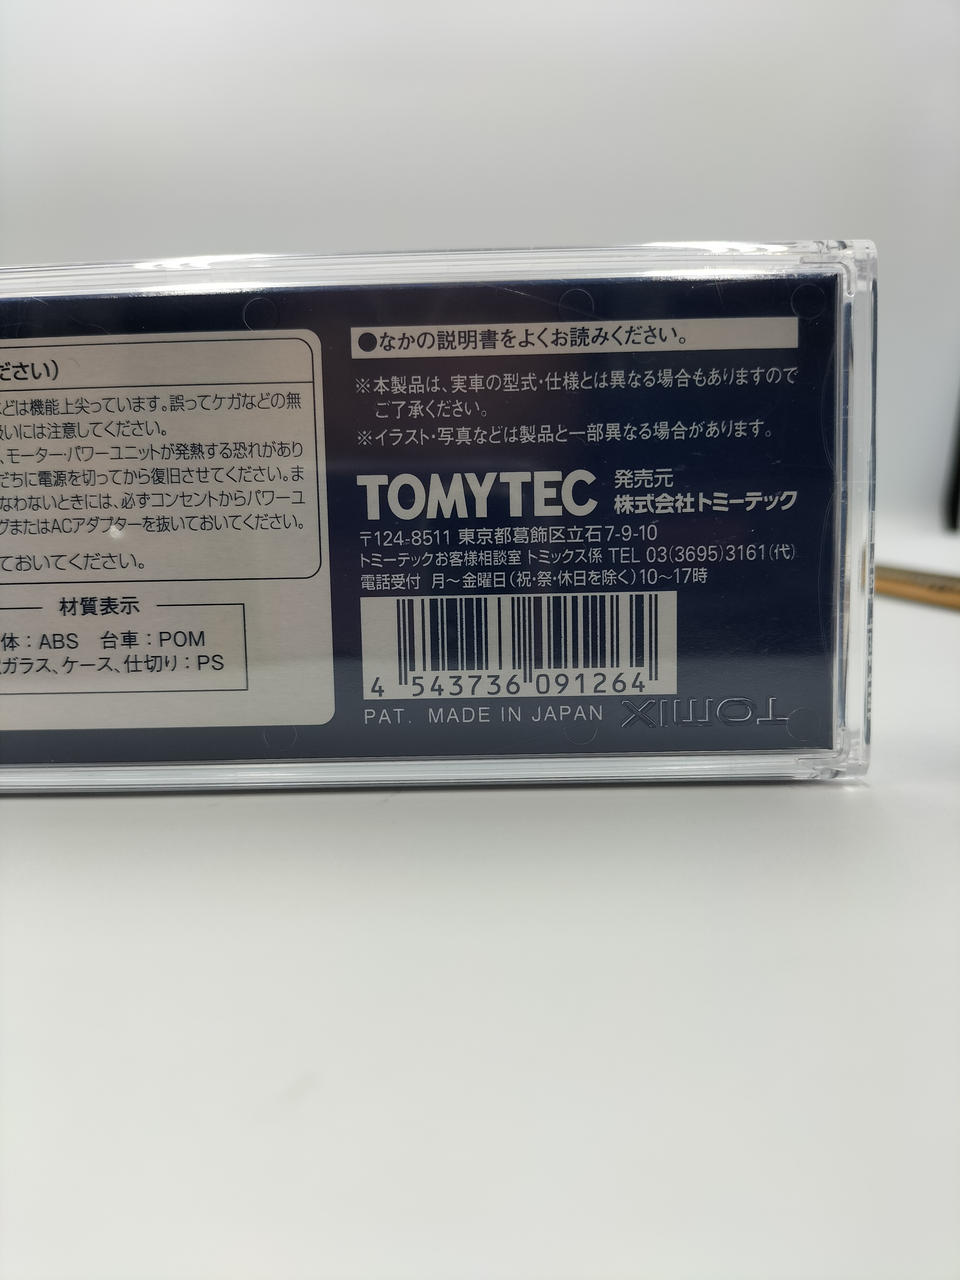 ださい）
などは機能上尖っています。誤ってケガなどの無
扱いには注意してください。
、モーター・パワーユニットが発熱する恐れがあり
だちに電源を切ってから復旧させてください。ま
なわないときには、必ずコンセントからパワーユ
グまたはACアダプターを抜いておいてください。
ておいてください。
材質表示
体：ABS　台車：POM
ガラス、ケース、仕切り：PS
●なかの説明書をよくお読みください。
※本製品は、実車の型式・仕様とは異なる場合もありますので
ご了承ください。
※イラスト・写真などは製品と一部異なる場合があります。
TOMYTEC 発売元 株式会社トミーテック
〒124-8511 東京都葛飾区立石7-9-10
トミーテックお客様相談室 トミックス係 TEL 03(3695)3161(代)
電話受付 月～金曜日(祝・祭・休日を除く)10～17時
4 543736 091264
PAT. MADE IN JAPAN
TOMIX